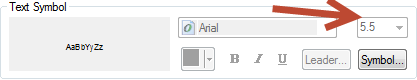 Text Symbol
AaBbYyZz
Arial
5.5
B I U Leader... Symbol...